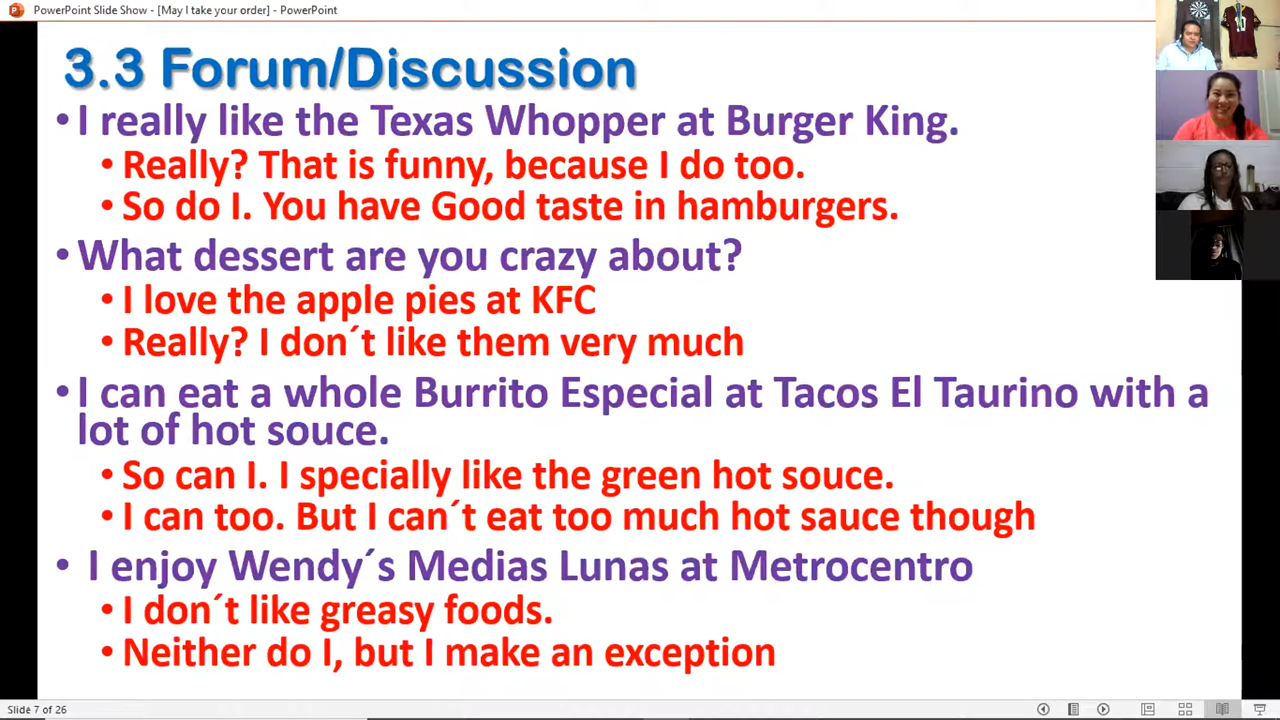 PowerPoint Slide Show - [May I take your order] - PowerPoint
3.3 Forum/Discussion
• I really like the Texas Whopper at Burger King.
• Really? That is funny, because I do too.
• So do I. You have Good taste in hamburgers.
• What dessert are you crazy about?
• I love the apple pies at KFC
• Really? I don´t like them very much
• I can eat a whole Burrito Especial at Tacos El Taurino with a
lot of hot souce.
• So can I. I specially like the green hot souce.
• I can too. But I can´t eat too much hot sauce though
• I enjoy Wendy´s Medias Lunas at Metrocentro
• I don´t like greasy foods.
• Neither do I, but I make an exception
Slide 7 of 26